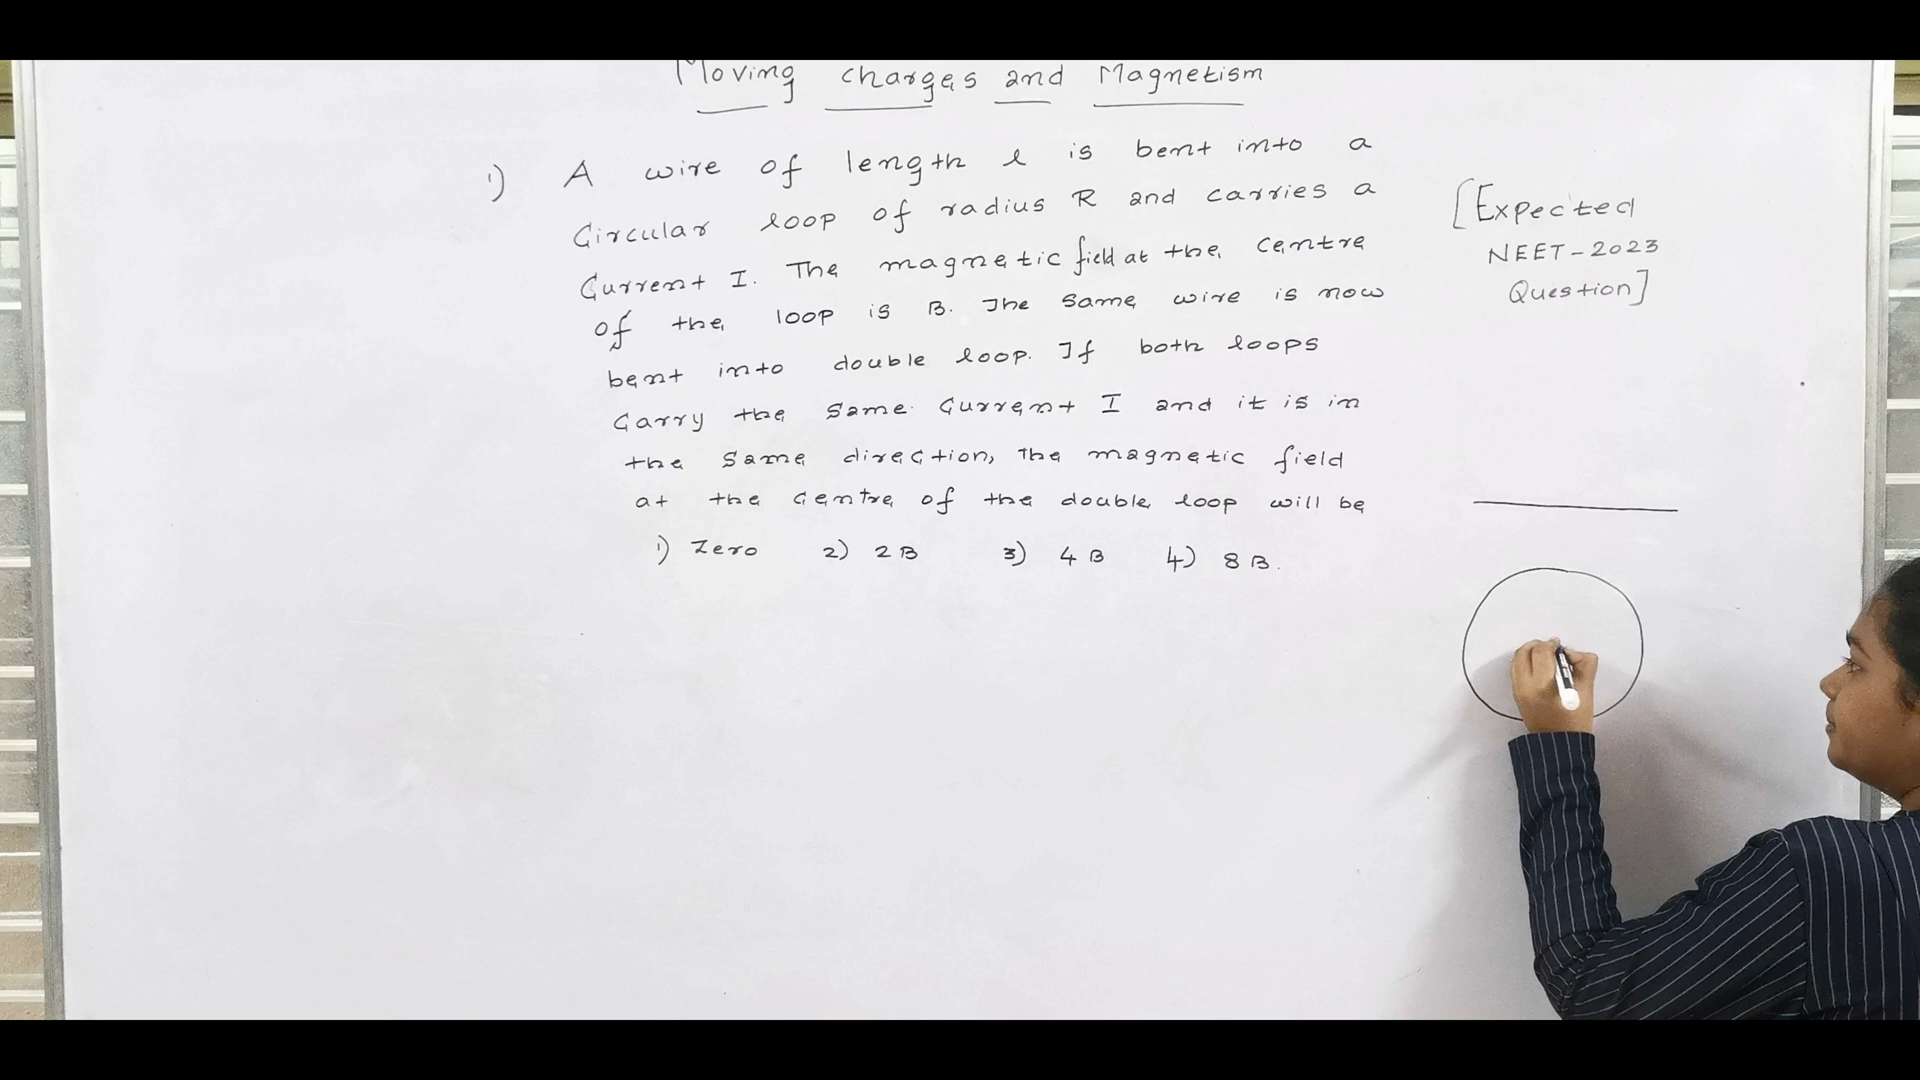 Moving charges and Magnetism
1) A wire of length l is bent into a
Circular loop of radius R and carries a
Current I. The magnetic field at the centre
of the loop is B. The same wire is now
bent into double loop. If both loops
Carry the same Current I and it is in
the same direction, the magnetic field
at the centre of the double loop will be
1) Zero 2) 2B 3) 4B 4) 8B.
[Expected
NEET-2023
Question]